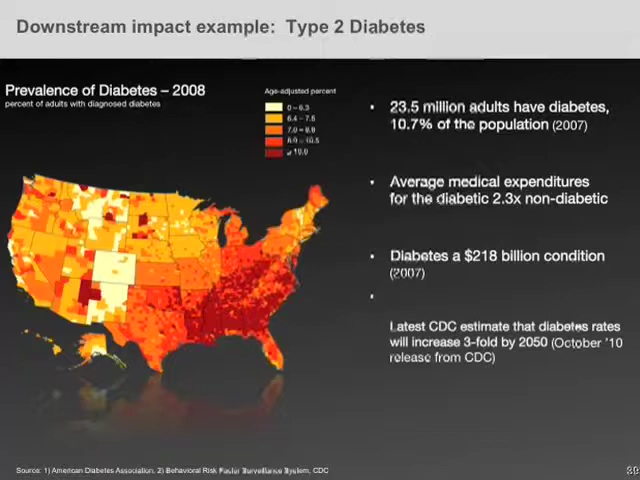 Downstream impact example: Type 2 Diabetes
Prevalence of Diabetes – 2008
percent of adults with diagnosed diabetes
Age-adjusted percent
0 – 6.3
• 23.5 million adults have diabetes,
10.7% of the population (2007)
• Average medical expenditures
for the diabetic 2.3x non-diabetic
• Diabetes a $218 billion condition
(2007)
•
Latest CDC estimate that diabetes rates
will increase 3-fold by 2050 (October '10
release from CDC)
Source: 1) American Diabetes Association, 2) Behavioral Risk Factor Surveillance System, CDC
39